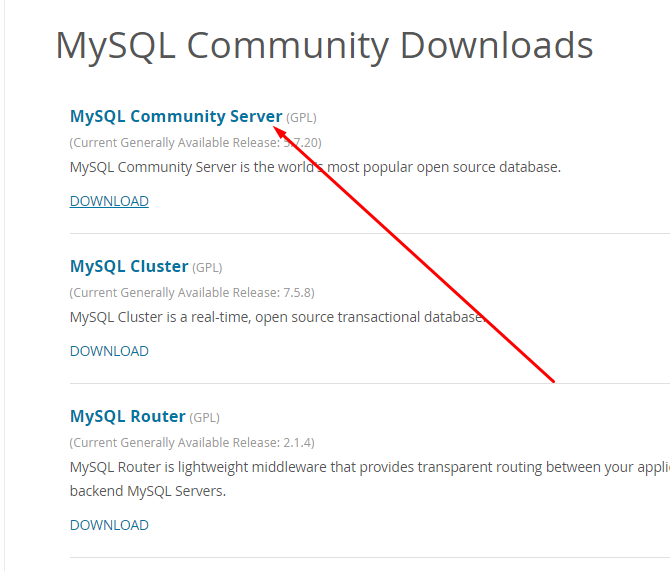 MySQL Community Downloads
MySQL Community Server (GPL)
(Current Generally Available Release: 5.7.20)
MySQL Community Server is the world's most popular open source database.
DOWNLOAD
MySQL Cluster (GPL)
(Current Generally Available Release: 7.5.8)
MySQL Cluster is a real-time, open source transactional database.
DOWNLOAD
MySQL Router (GPL)
(Current Generally Available Release: 2.1.4)
MySQL Router is lightweight middleware that provides transparent routing between your appli
backend MySQL Servers.
DOWNLOAD